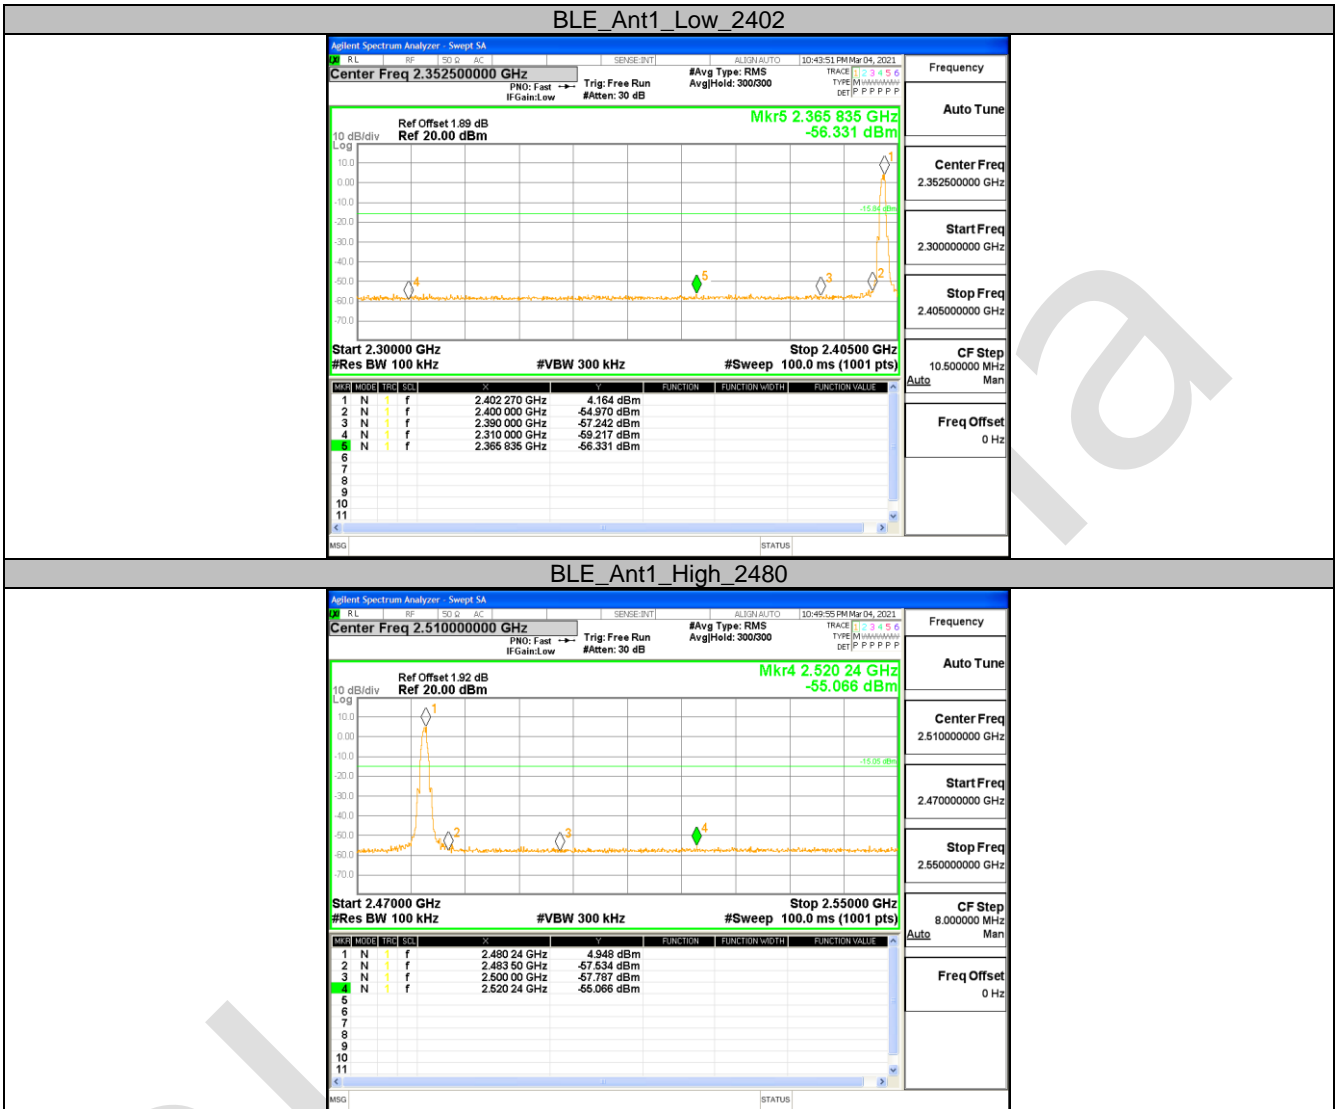 BLE_Ant1_Low_2402
Agilent Spectrum Analyzer - Swept SA
RL RF 50 Ω AC SENSE:INT ALIGN AUTO 10:43:51 PM Mar 04, 2021
Center Freq 2.352500000 GHz #Avg Type: RMS TRACE 1 2 3 4 5 6
PNO: Fast Trig: Free Run Avg|Hold: 300/300 TYPE M
IFGain:Low #Atten: 30 dB DET P P P P P P
Frequency
Auto Tune
Mkr5 2.365 835 GHz
Ref Offset 1.89 dB
-56.331 dBm
10 dB/div Ref 20.00 dBm
Log
10.0
0.00
-10.0
-20.0
-30.0
-40.0
-50.0
-60.0
-70.0
1
4
5
3
2
Center Freq
2.352500000 GHz
Start Freq
2.300000000 GHz
Stop Freq
2.405000000 GHz
CF Step
10.500000 MHz
Auto Man
Freq Offset
0 Hz
Start 2.30000 GHz Stop 2.40500 GHz
#Res BW 100 kHz #VBW 300 kHz #Sweep 100.0 ms (1001 pts)
MKR MODE TRC SCL X Y FUNCTION FUNCTION WIDTH FUNCTION VALUE
1 N 1 f 2.402 270 GHz 4.164 dBm
2 N 1 f 2.400 000 GHz -54.970 dBm
3 N 1 f 2.390 000 GHz -57.242 dBm
4 N 1 f 2.310 000 GHz -59.217 dBm
5 N 1 f 2.365 835 GHz -56.331 dBm
6
7
8
9
10
11
MSG STATUS
BLE_Ant1_High_2480
Agilent Spectrum Analyzer - Swept SA
RL RF 50 Ω AC SENSE:INT ALIGN AUTO 10:49:55 PM Mar 04, 2021
Center Freq 2.510000000 GHz #Avg Type: RMS TRACE 1 2 3 4 5 6
PNO: Fast Trig: Free Run Avg|Hold: 300/300 TYPE M
IFGain:Low #Atten: 30 dB DET P P P P P P
Frequency
Auto Tune
Mkr4 2.520 24 GHz
Ref Offset 1.92 dB
-55.066 dBm
10 dB/div Ref 20.00 dBm
Log
10.0
0.00
-10.0
-20.0
-30.0
-40.0
-50.0
-60.0
-70.0
-15.05 dBm
1
2
3
4
Center Freq
2.510000000 GHz
Start Freq
2.470000000 GHz
Stop Freq
2.550000000 GHz
CF Step
8.000000 MHz
Auto Man
Freq Offset
0 Hz
Start 2.47000 GHz Stop 2.55000 GHz
#Res BW 100 kHz #VBW 300 kHz #Sweep 100.0 ms (1001 pts)
MKR MODE TRC SCL X Y FUNCTION FUNCTION WIDTH FUNCTION VALUE
1 N 1 f 2.480 24 GHz 4.948 dBm
2 N 1 f 2.483 50 GHz -57.534 dBm
3 N 1 f 2.500 00 GHz -57.787 dBm
4 N 1 f 2.520 24 GHz -55.066 dBm
5
6
7
8
9
10
11
MSG STATUS